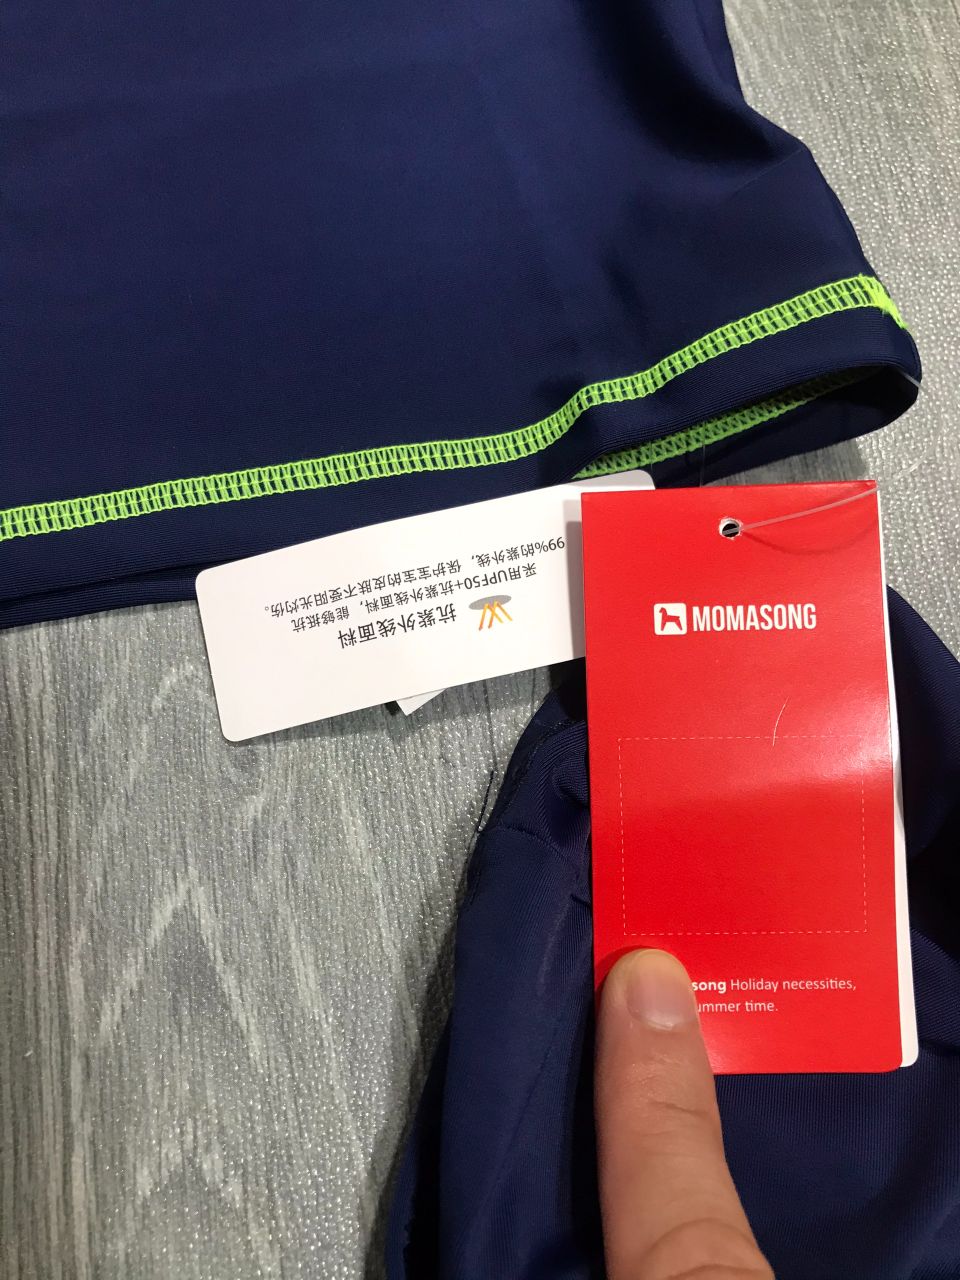 抗紫外线面料
采用UPF50+抗紫外线面料，能够抵抗
99%的紫外线，保护宝宝的皮肤不受阳光灼伤。
MOMASONG
song Holiday necessities,
ummer time.